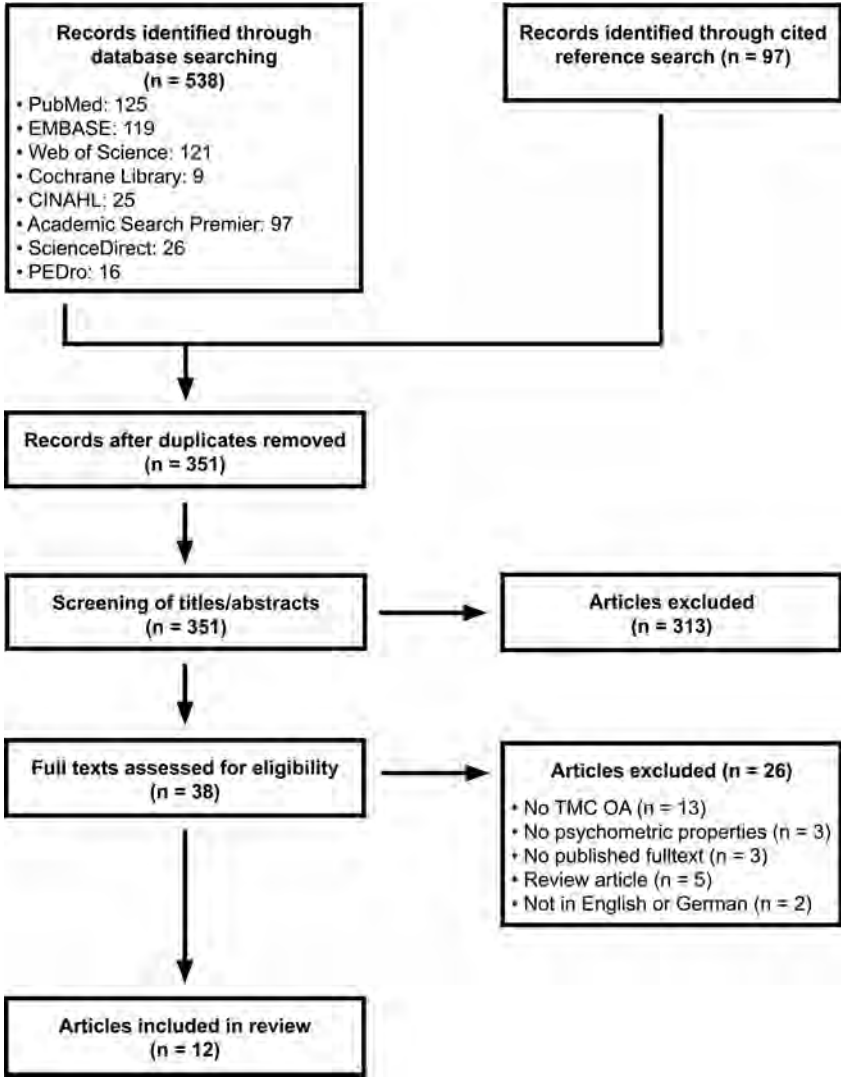 Records identified through
database searching
(n = 538)
• PubMed: 125
• EMBASE: 119
• Web of Science: 121
• Cochrane Library: 9
• CINAHL: 25
• Academic Search Premier: 97
• ScienceDirect: 26
• PEDro: 16
Records identified through cited
reference search (n = 97)
Records after duplicates removed
(n = 351)
Screening of titles/abstracts
(n = 351)
Articles excluded
(n = 313)
Full texts assessed for eligibility
(n = 38)
Articles excluded (n = 26)
• No TMC OA (n = 13)
• No psychometric properties (n = 3)
• No published fulltext (n = 3)
• Review article (n = 5)
• Not in English or German (n = 2)
Articles included in review
(n = 12)